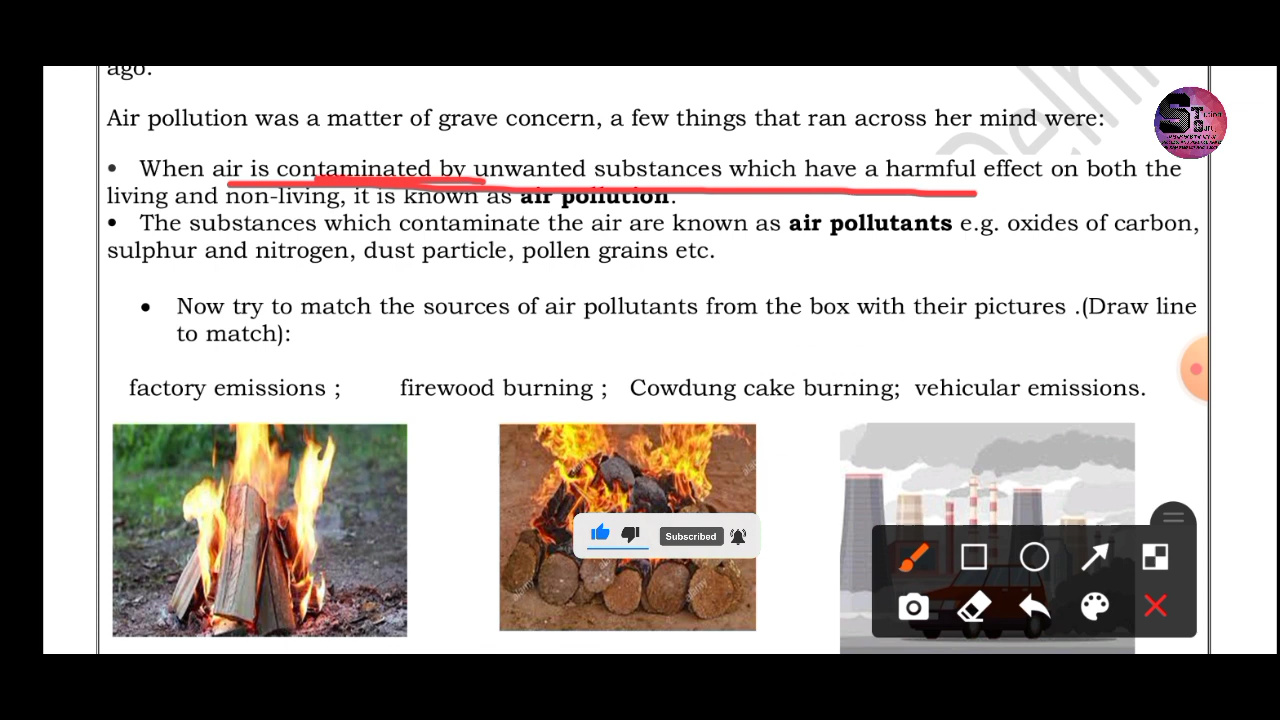 ago.
Air pollution was a matter of grave concern, a few things that ran across her mind were:
• When air is contaminated by unwanted substances which have a harmful effect on both the
living and non-living, it is known as air pollution.
• The substances which contaminate the air are known as air pollutants e.g. oxides of carbon,
sulphur and nitrogen, dust particle, pollen grains etc.
• Now try to match the sources of air pollutants from the box with their pictures .(Draw line
to match):
factory emissions ; firewood burning ; Cowdung cake burning; vehicular emissions.
Subscribed